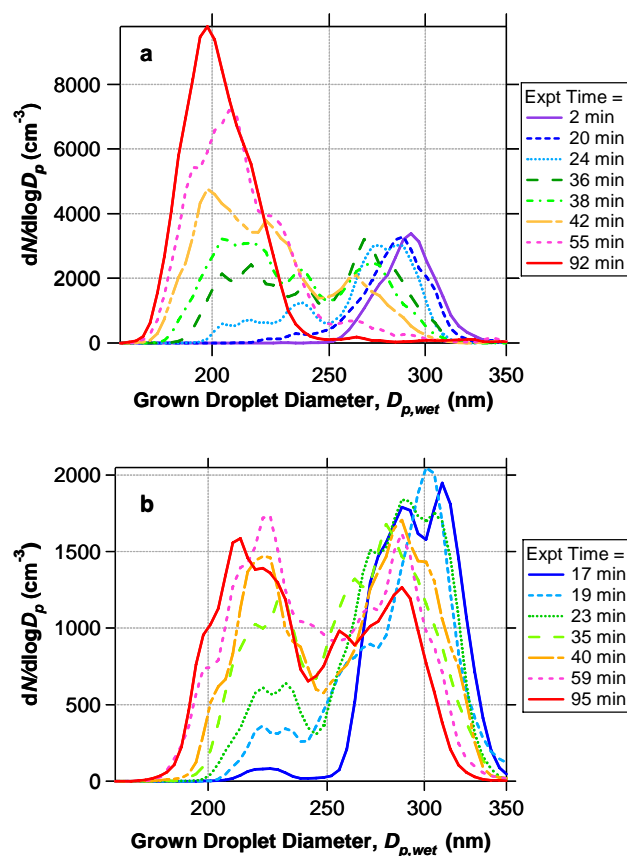 a
dN/dlogDp (cm-3)
8000
6000
4000
2000
0
200
250
300
350
Grown Droplet Diameter, Dp,wet (nm)
Expt Time =
2 min
20 min
24 min
36 min
38 min
42 min
55 min
92 min
b
dN/dlogDp (cm-3)
2000
1500
1000
500
0
200
250
300
350
Grown Droplet Diameter, Dp,wet (nm)
Expt Time =
17 min
19 min
23 min
35 min
40 min
59 min
95 min